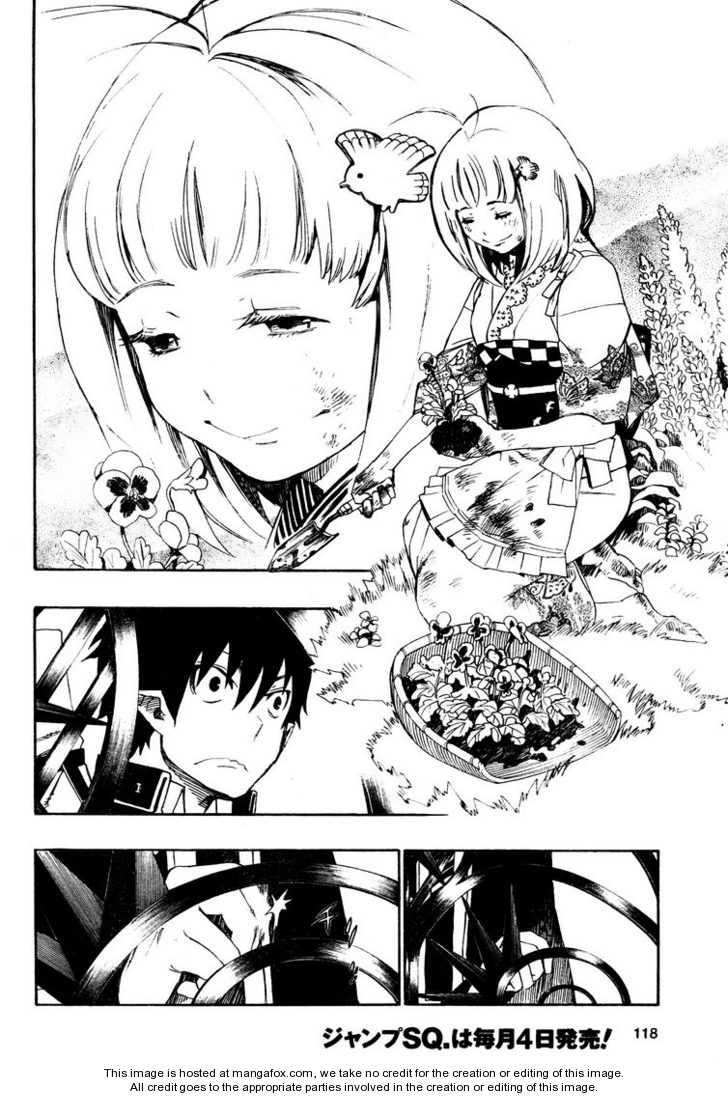 I
チ
ジャンプSQ.は毎月4日発売! 118
This image is hosted at mangafox.com, we take no credit for the creation or editing of this image.
All credit goes to the appropriate parties involved in the creation or editing of this image.